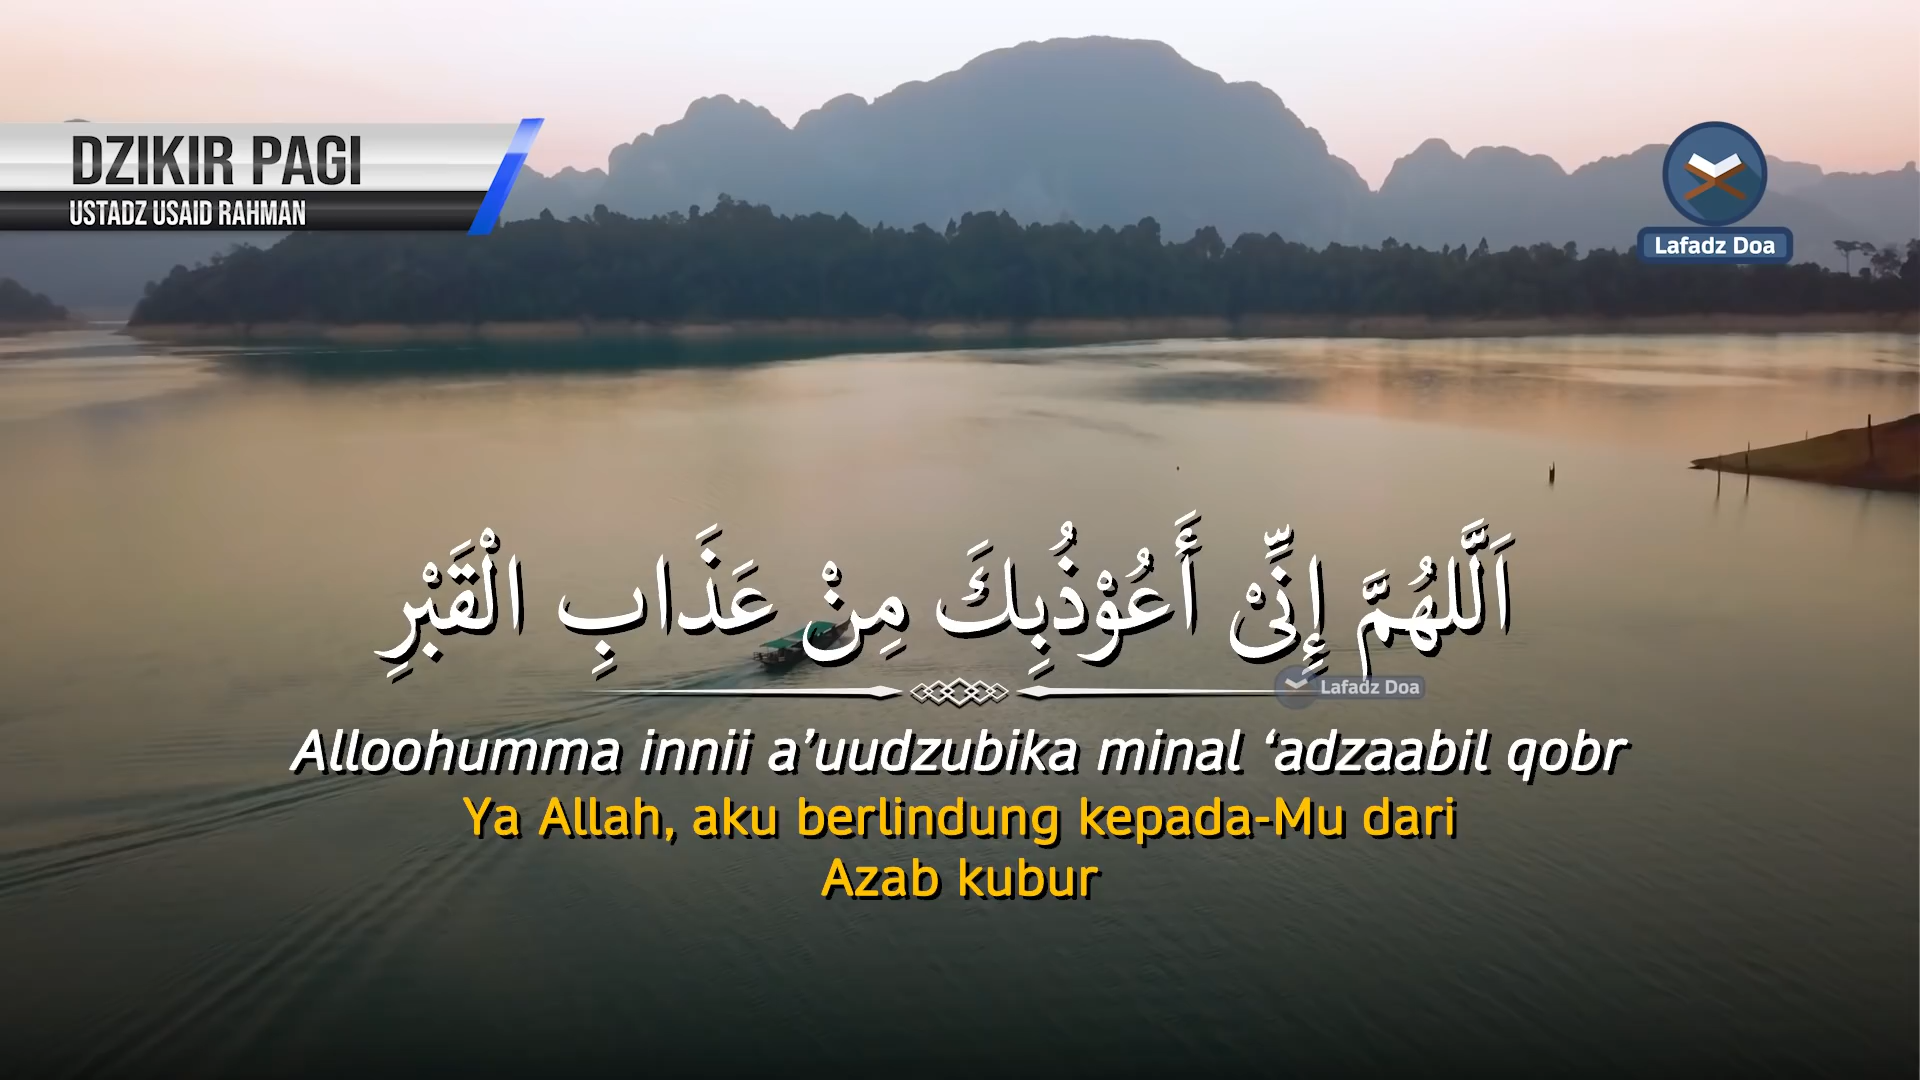 DZIKIR PAGI
USTADZ USAID RAHMAN
Lafadz Doa
اَللَّهُمَّ إِنِّىْ أَعُوْذُبِكَ مِنْ عَذَابِ الْقَبْرِ
Lafadz Doa
Alloohumma innii a’uudzubika minal ‘adzaabil qobr
Ya Allah, aku berlindung kepada-Mu dari
Azab kubur